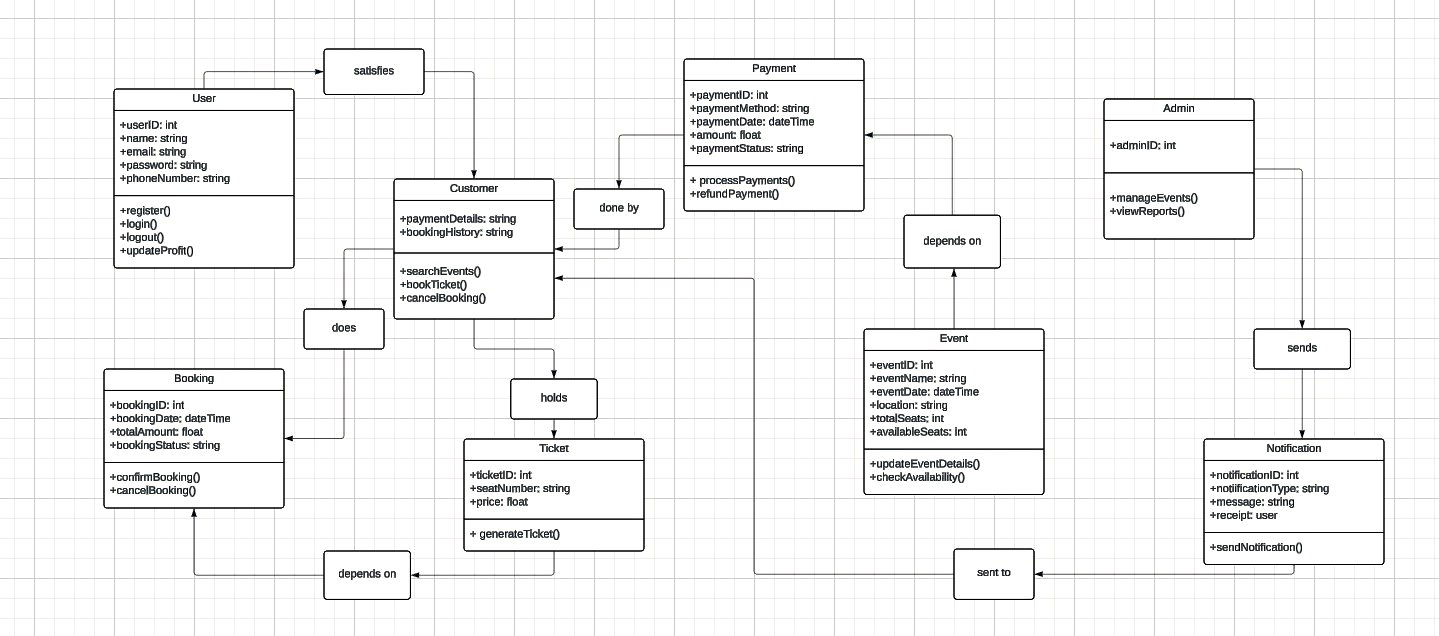 satisfies
User
+userID: int
+name: string
+email: string
+password: string
+phoneNumber: string
+register()
+login()
+logout()
+updateProfit()
Customer
+paymentDetails: string
+bookingHistory: string
+searchEvents()
+bookTicket()
+cancelBooking()
done by
Payment
+paymentID: int
+paymentMethod: string
+paymentDate: dateTime
+amount: float
+paymentStatus: string
+ processPayments()
+refundPayment()
depends on
Admin
+adminID: int
+manageEvents()
+viewReports()
does
Booking
+bookingID: int
+bookingDate: dateTime
+totalAmount: float
+bookingStatus: string
+confirmBooking()
+cancelBooking()
holds
Ticket
+ticketID: int
+seatNumber: string
+price: float
+ generateTicket()
depends on
Event
+eventID: int
+eventName: string
+eventDate: dateTime
+location: string
+totalSeats: int
+availableSeats: int
+updateEventDetails()
+checkAvailability()
sends
Notification
+notificationID: int
+notiificationType: string
+message: string
+receipt: user
+sendNotification()
sent to